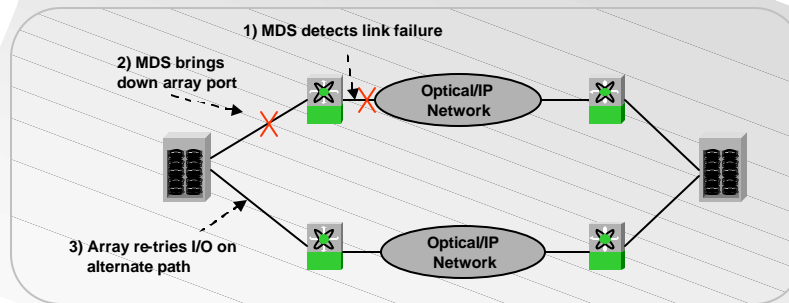 1) MDS detects link failure
2) MDS brings
down array port
Optical/IP
Network
3) Array re-tries I/O on
alternate path
Optical/IP
Network